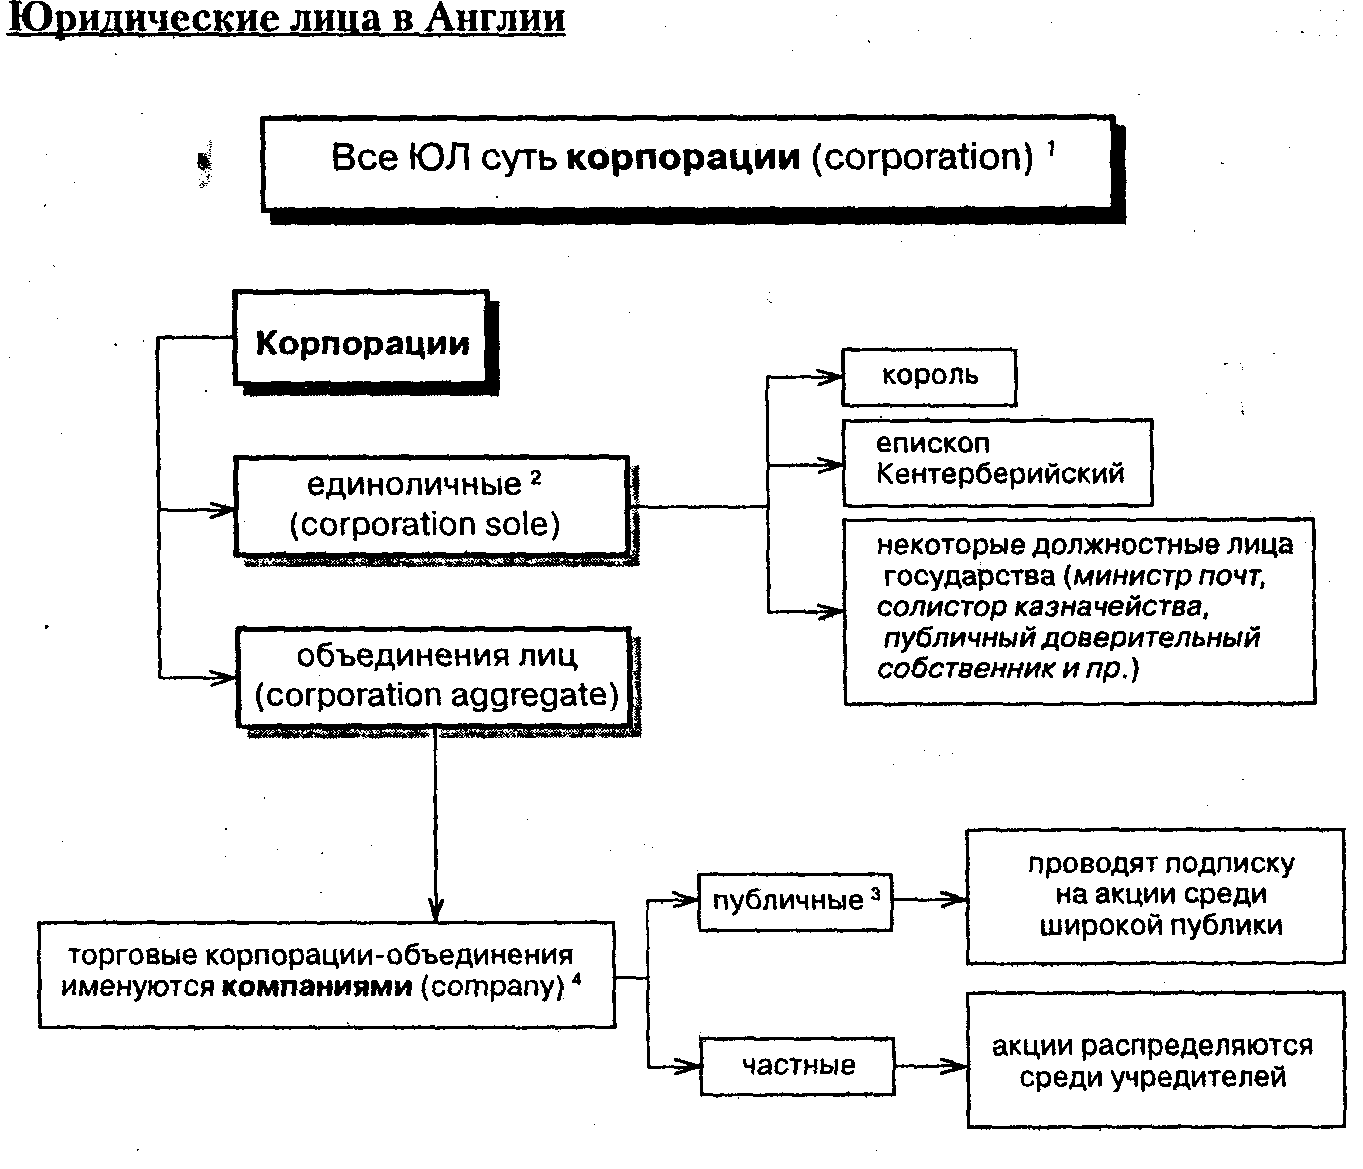 Юридические лица в Англии
Все ЮЛ суть корпорации (corporation) 1
Корпорации
единоличные 2
(corporation sole)
король
епископ
Кентерберийский
некоторые должностные лица
государства (министр почт,
солистор казначейства,
публичный доверительный
собственник и пр.)
объединения лиц
(corporation aggregate)
торговые корпорации-объединения
именуются компаниями (company) 4
публичные 3
проводят подписку
на акции среди
широкой публики
частные
акции распределяются
среди учредителей